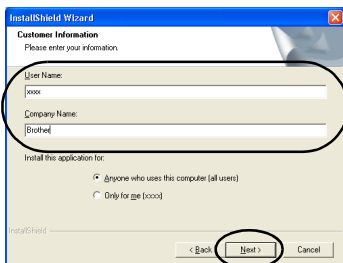 InstallShield Wizard
Customer Information
Please enter your information.
User Name:
xxxx
Company Name:
Brother
Install this application for:
Anyone who uses this computer (all users)
Only for me (xxxx)
InstallShield
< Back
Next >
Cancel